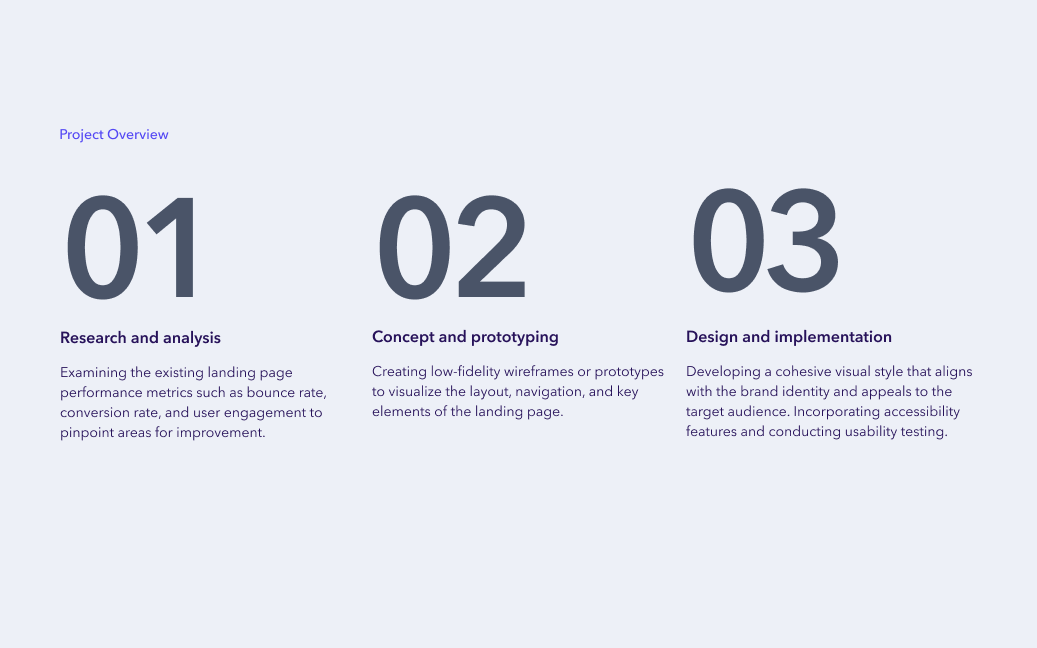 Project Overview
01
Research and analysis
Examining the existing landing page
performance metrics such as bounce rate,
conversion rate, and user engagement to
pinpoint areas for improvement.
02
Concept and prototyping
Creating low-fidelity wireframes or prototypes
to visualize the layout, navigation, and key
elements of the landing page.
03
Design and implementation
Developing a cohesive visual style that aligns
with the brand identity and appeals to the
target audience. Incorporating accessibility
features and conducting usability testing.